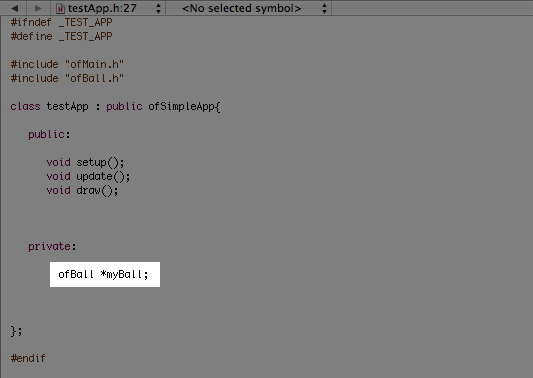 testApp.h:27 <No selected symbol>
#ifndef _TEST_APP
#define _TEST_APP
#include "ofMain.h"
#include "ofBall.h"
class testApp : public ofSimpleApp{
public:
void setup();
void update();
void draw();
private:
ofBall *myBall;
};
#endif